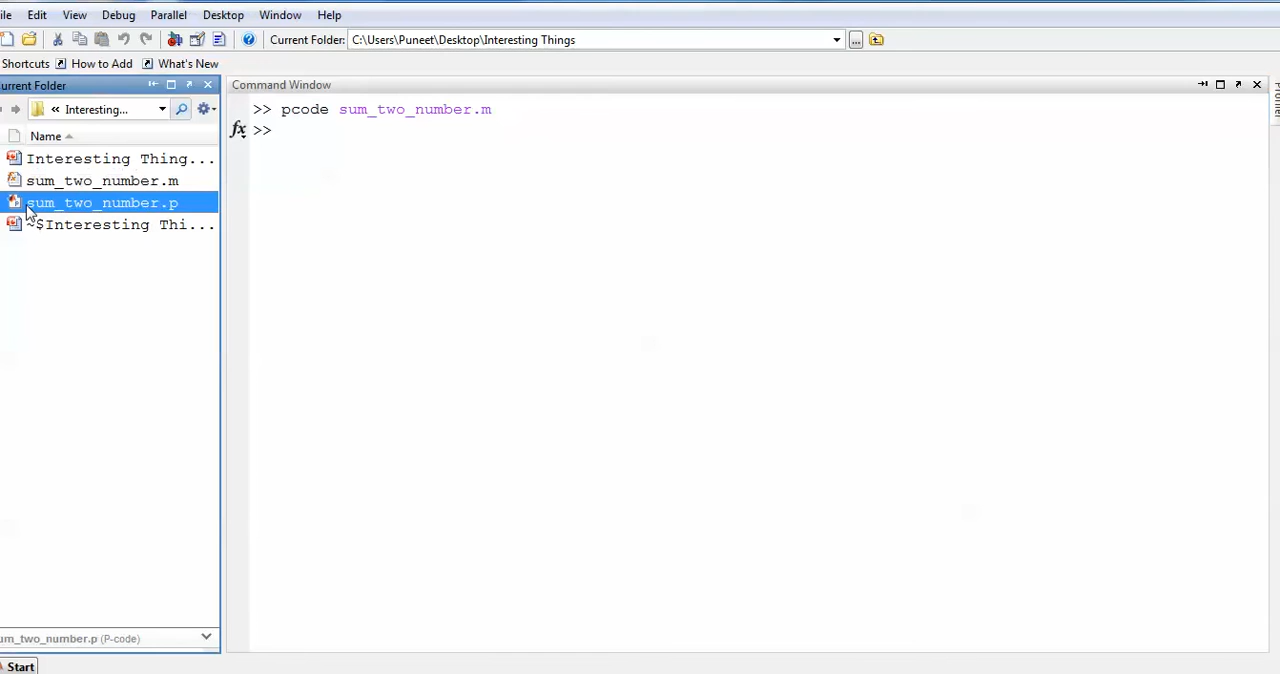 ile Edit View Debug Parallel Desktop Window Help
Current Folder: C:\Users\Puneet\Desktop\Interesting Things ...
Shortcuts How to Add What's New
urrent Folder
« Interesting...
Name
Interesting Thing...
sum_two_number.m
sum_two_number.p
~$Interesting Thi...
um_two_number.p (P-code)
Start
Command Window
>> pcode sum_two_number.m
fx >>
Profiler